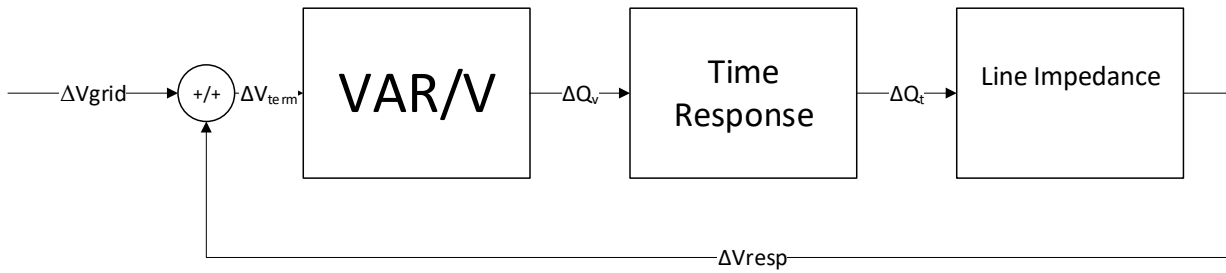 ΔVgrid
+/+
ΔVterm
VAR/V
ΔQv
Time
Response
ΔQt
Line Impedance
ΔVresp